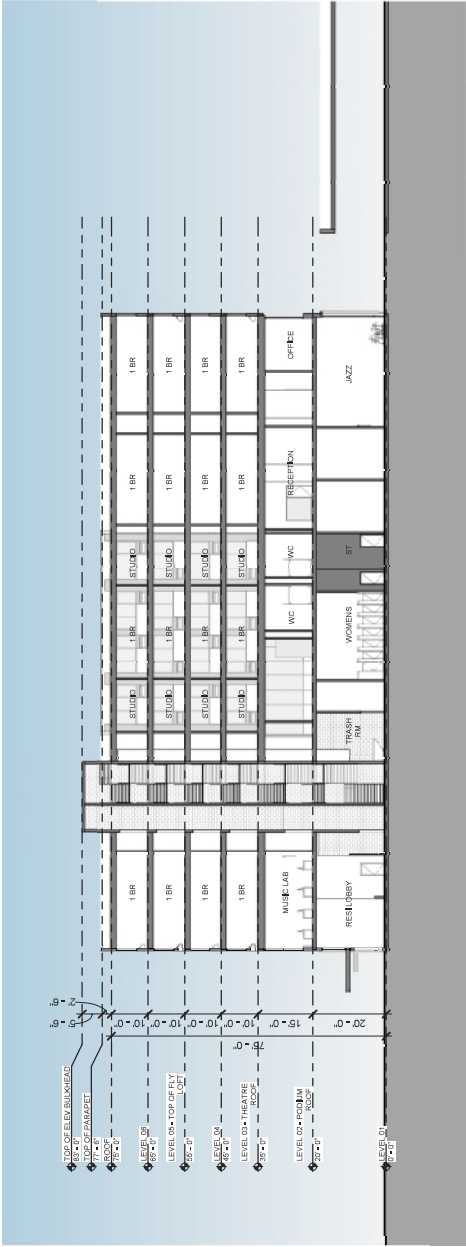 TOP OF ELEV BULKHEAD
83' - 0"
TOP OF PARAPET
77' - 6"
ROOF
75' - 0"
LEVEL 06
65' - 0"
LEVEL 05 - TOP OF FLY
LOFT
55' - 0"
LEVEL 04
45' - 0"
LEVEL 03 - THEATRE
ROOF
35' - 0"
LEVEL 02 - PODIUM
ROOF
20' - 0"
LEVEL 01
0' - 0"
5' - 6"
2' - 6"
10' - 0"
10' - 0"
10' - 0"
10' - 0"
15' - 0"
20' - 0"
75' - 0"
1 BR
STUDIO
1 BR
STUDIO
1 BR
1 BR
1 BR
STUDIO
1 BR
STUDIO
1 BR
1 BR
1 BR
STUDIO
1 BR
STUDIO
1 BR
1 BR
1 BR
STUDIO
1 BR
STUDIO
1 BR
1 BR
MUSIC LAB
WC
WC
RECEPTION
OFFICE
RESI LOBBY
TRASH
RM
WOMENS
ST
JAZZ